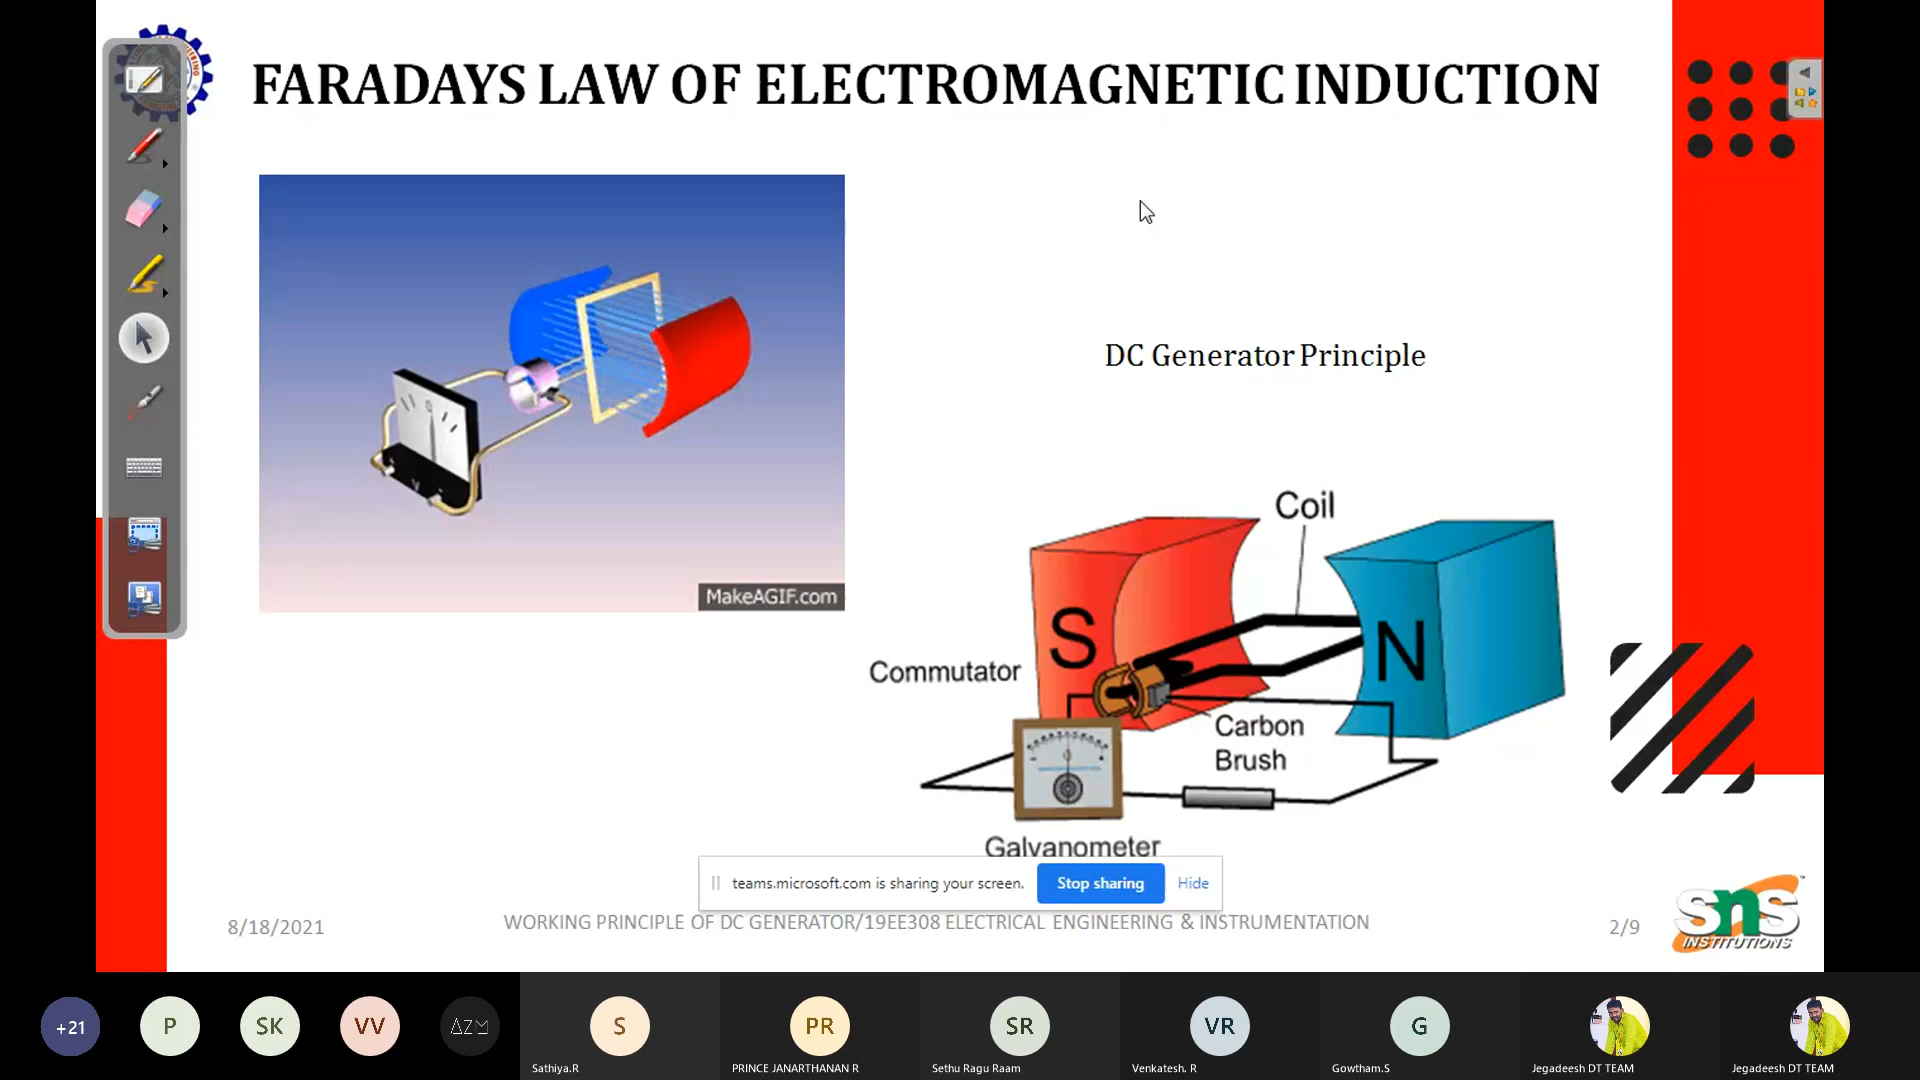 FARADAYS LAW OF ELECTROMAGNETIC INDUCTION
0
V
MakeAGIF.com
DC Generator Principle
Coil
S
N
Commutator
Carbon
Brush
Galvanometer
teams.microsoft.com is sharing your screen.
Stop sharing
Hide
8/18/2021
WORKING PRINCIPLE OF DC GENERATOR/19EE308 ELECTRICAL ENGINEERING & INSTRUMENTATION
2/9
SNS
INSTITUTIONS
+21
P
SK
VV
S
PR
SR
VR
G
Sathiya.R
PRINCE JANARTHANAN R
Sethu Ragu Raam
Venkatesh. R
Gowtham.S
Jegadeesh DT TEAM
Jegadeesh DT TEAM